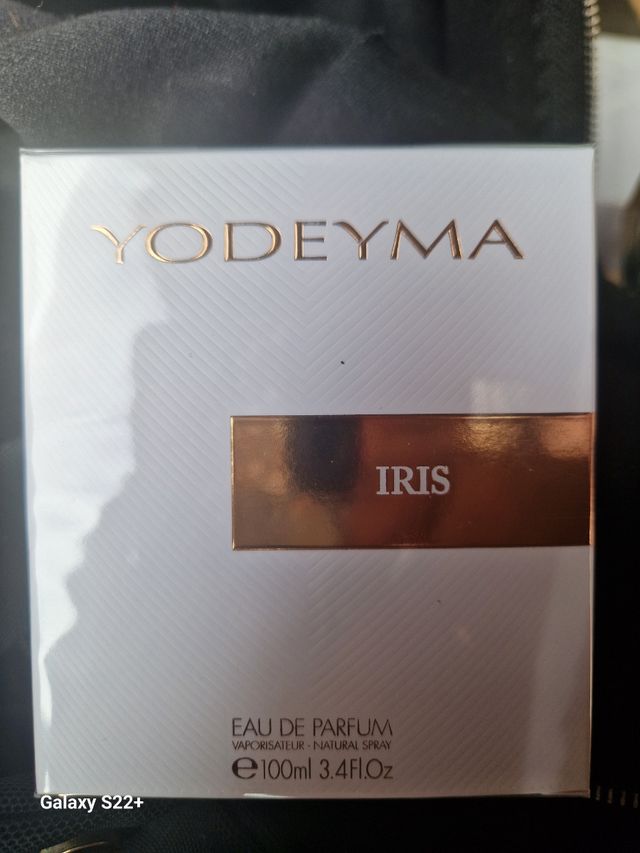 YODEYMA
IRIS
EAU DE PARFUM
VAPORISATEUR - NATURAL SPRAY
℮100ml 3.4Fl.Oz
Galaxy S22+